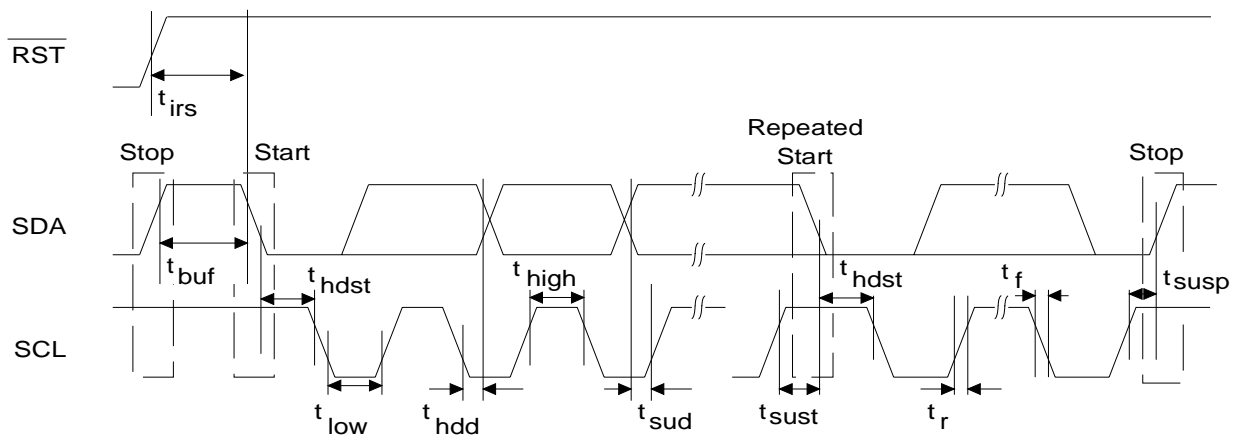 RST
t irs
Repeated
Start
Stop
Start
Stop
SDA
t buf
t hdst
t high
t hdst
t f
t susp
SCL
t low
t hdd
t sud
t sust
t r